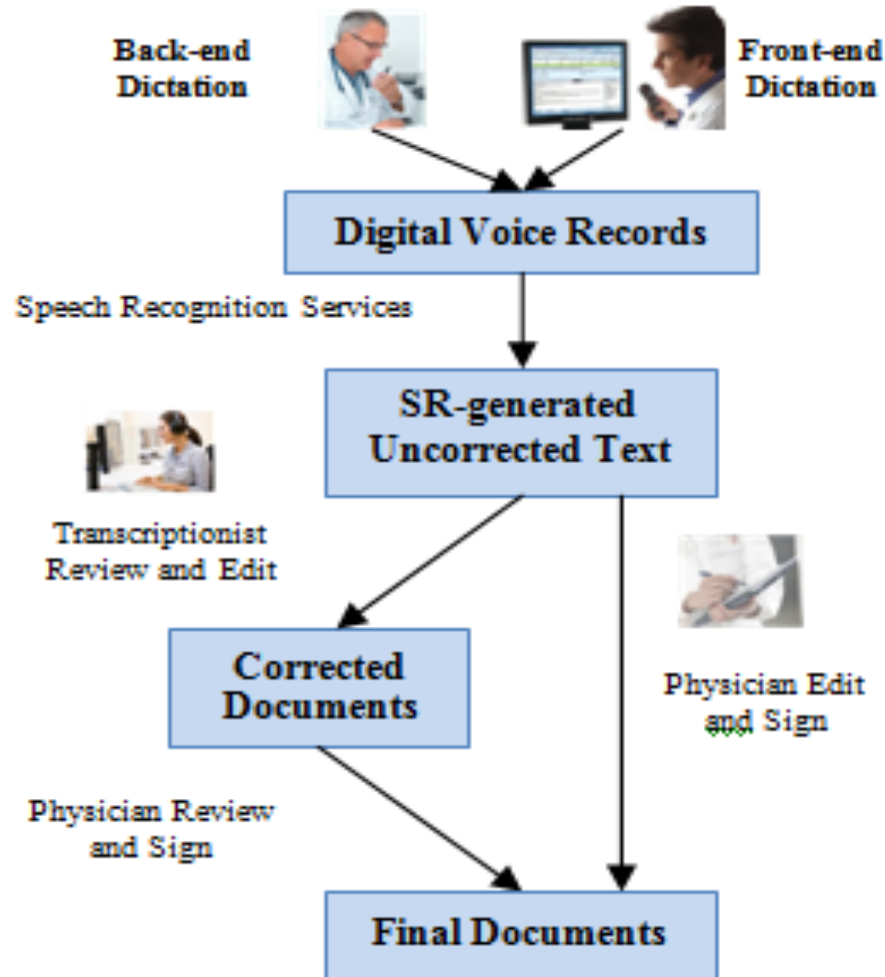 Back-end
Dictation
Front-end
Dictation
Digital Voice Records
Speech Recognition Services
SR-generated
Uncorrected Text
Transcriptionist
Review and Edit
Corrected
Documents
Physician Edit
and Sign
Physician Review
and Sign
Final Documents